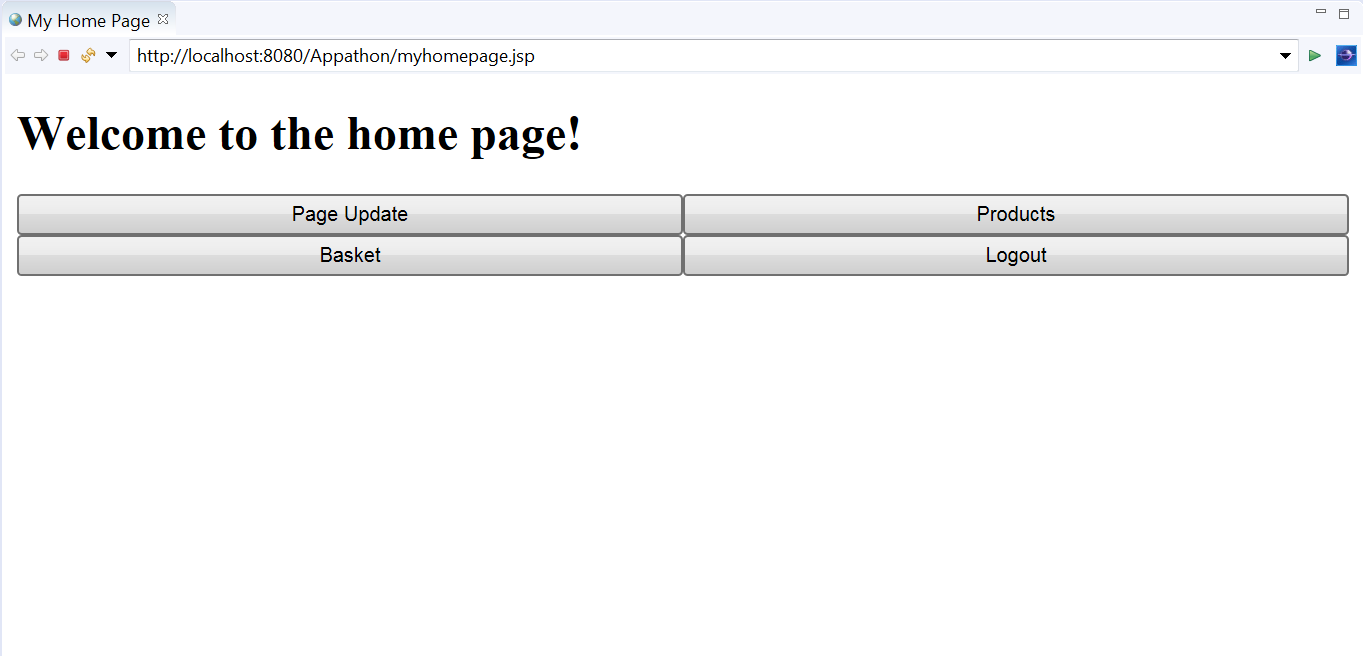 My Home Page
http://localhost:8080/Appathon/myhomepage.jsp
Welcome to the home page!
Page Update Products
Basket Logout